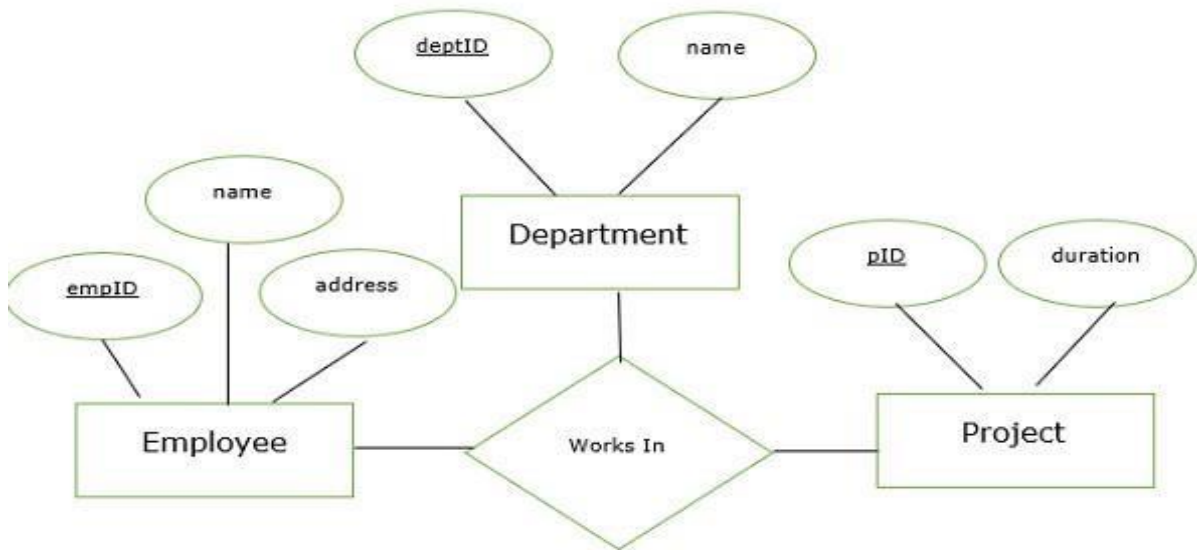 deptID
name
Department
name
empID
address
Employee
Works In
pID
duration
Project